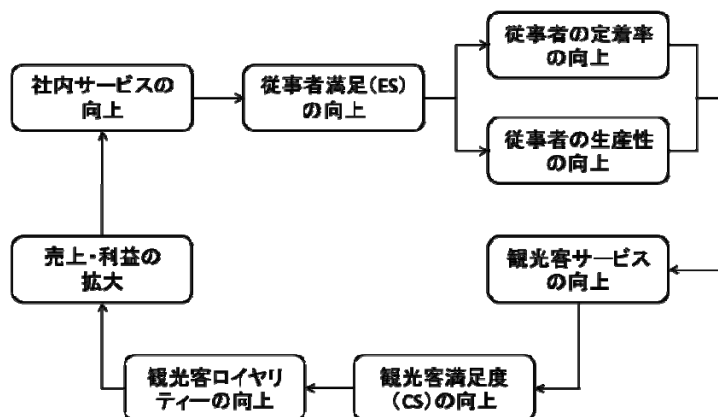 社内サービスの
向上
従事者満足（ES）
の向上
従事者の定着率
の向上
従事者の生産性
の向上
観光客サービス
の向上
観光客満足度
（CS）の向上
観光客ロイヤリ
ティーの向上
売上・利益の
拡大